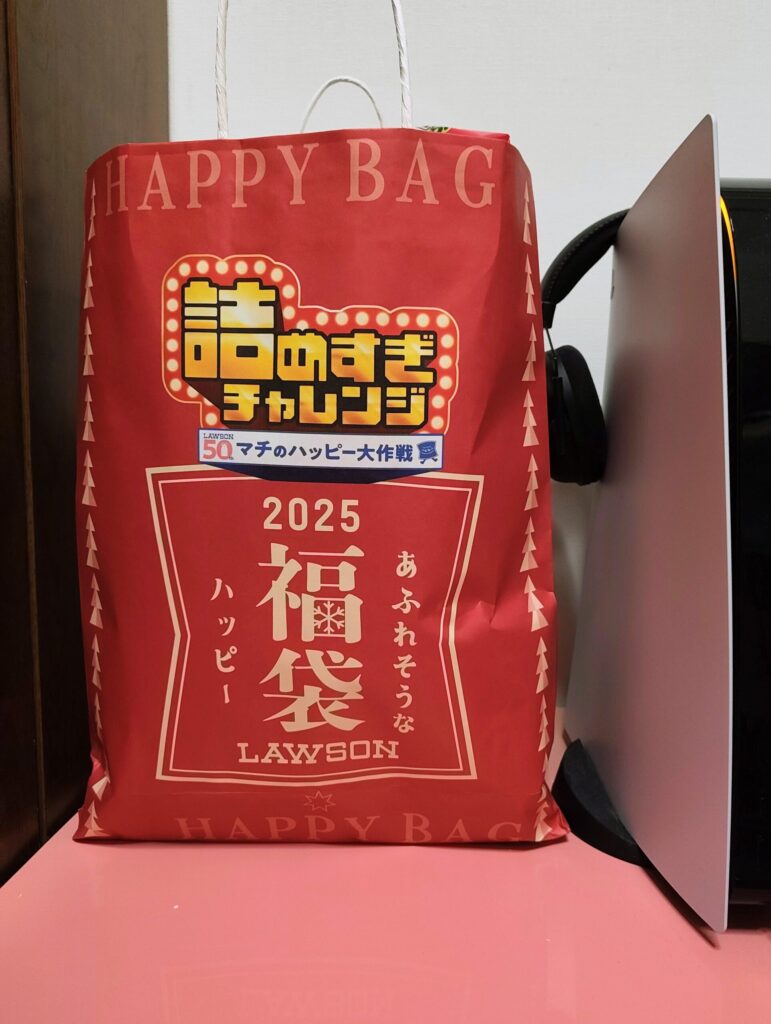 HAPPY BAG
詰めすぎ
チャレンジ
LAWSON
50th マチのハッピー大作戦
2025
福袋
あふれそうな
ハッピー
LAWSON
HAPPY BAG